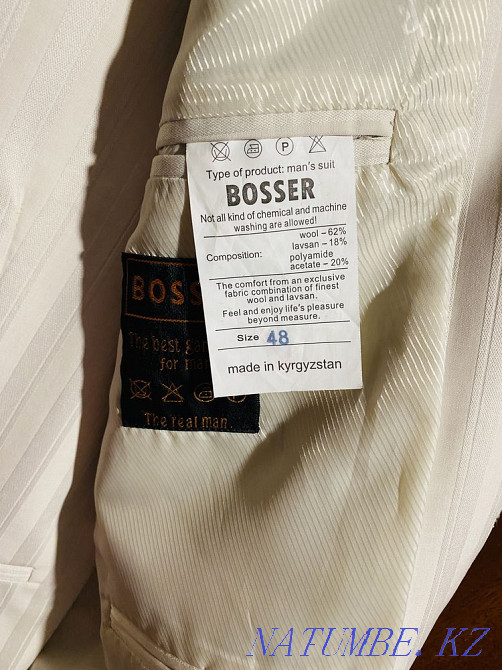 P
Type of product: man's suit
BOSSER
Not all kind of chemical and machine
washing are allowed!
Composition:
wool – 62%
lavsan – 18%
polyamide
acetate – 20%
The comfort from an exclusive
fabric combination of finest
wool and lavsan.
Feel and enjoy life's pleasure
beyond measure.
Size 48
made in kyrgyzstan
BOSS
The best
for
The real man
NATUMBE.KZ